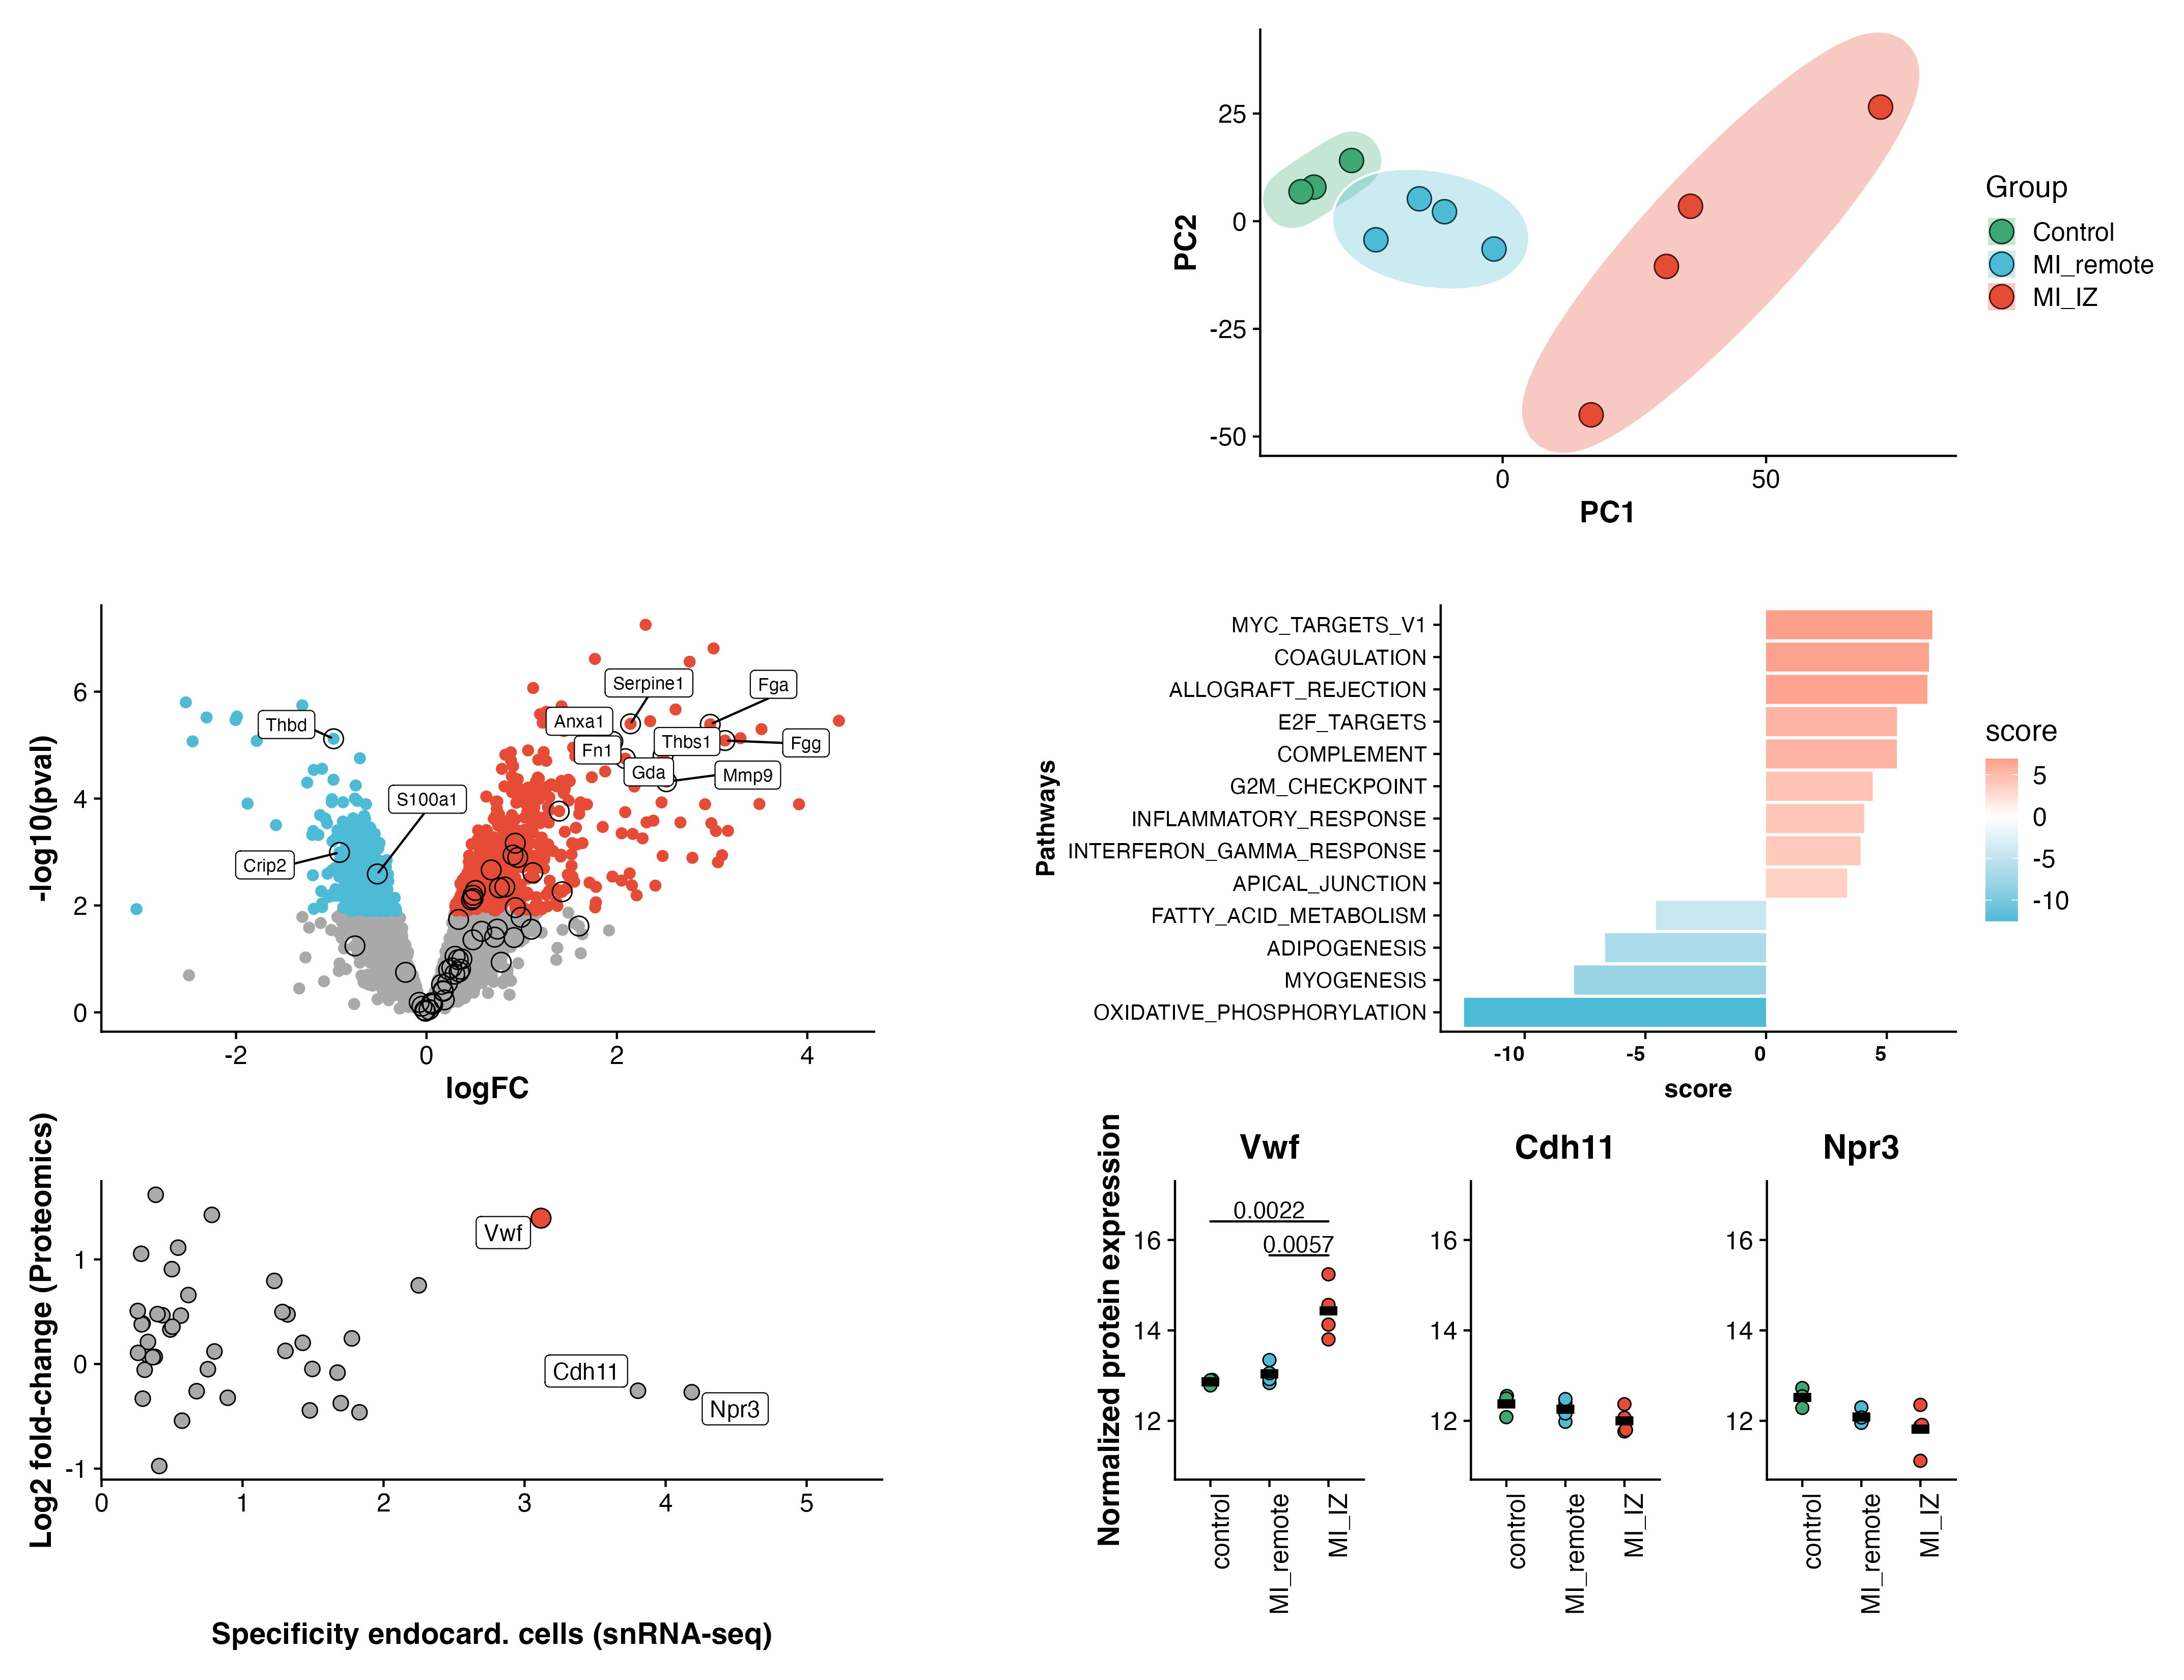 25
0
-25
-50
0
50
PC2
PC1
Group
Control
MI_remote
MI_IZ
-log10(pval)
6
4
2
0
-2
0
2
4
logFC
Thbd
S100a1
Crip2
Serpine1
Fga
Anxa1
Fn1
Thbs1
Fgg
Gda
Mmp9
Pathways
MYC_TARGETS_V1
COAGULATION
ALLOGRAFT_REJECTION
E2F_TARGETS
COMPLEMENT
G2M_CHECKPOINT
INFLAMMATORY_RESPONSE
INTERFERON_GAMMA_RESPONSE
APICAL_JUNCTION
FATTY_ACID_METABOLISM
ADIPOGENESIS
MYOGENESIS
OXIDATIVE_PHOSPHORYLATION
-10
-5
0
5
score
score
5
0
-5
-10
Log2 fold-change (Proteomics)
1
0
-1
0
1
2
3
4
5
Vwf
Cdh11
Npr3
Specificity endocard. cells (snRNA-seq)
Normalized protein expression
Vwf
16
14
12
0.0022
0.0057
control
MI_remote
MI_IZ
Cdh11
16
14
12
control
MI_remote
MI_IZ
Npr3
16
14
12
control
MI_remote
MI_IZ